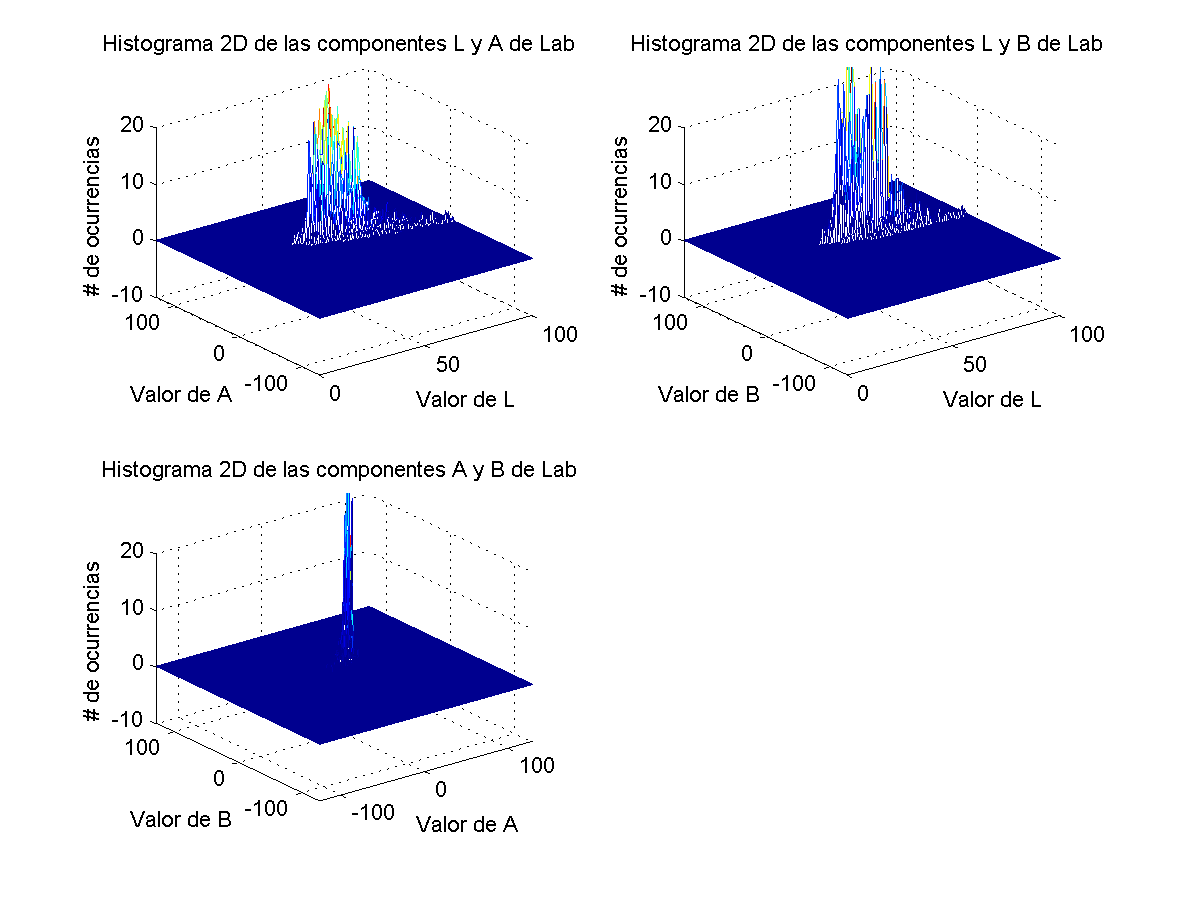 Histograma 2D de las componentes L y A de Lab
20
10
0
-10
# de ocurrencias
100
0
-100
Valor de A
0
50
100
Valor de L
Histograma 2D de las componentes L y B de Lab
20
10
0
-10
# de ocurrencias
100
0
-100
Valor de B
0
50
100
Valor de L
Histograma 2D de las componentes A y B de Lab
20
10
0
-10
# de ocurrencias
100
0
-100
Valor de B
-100
0
100
Valor de A